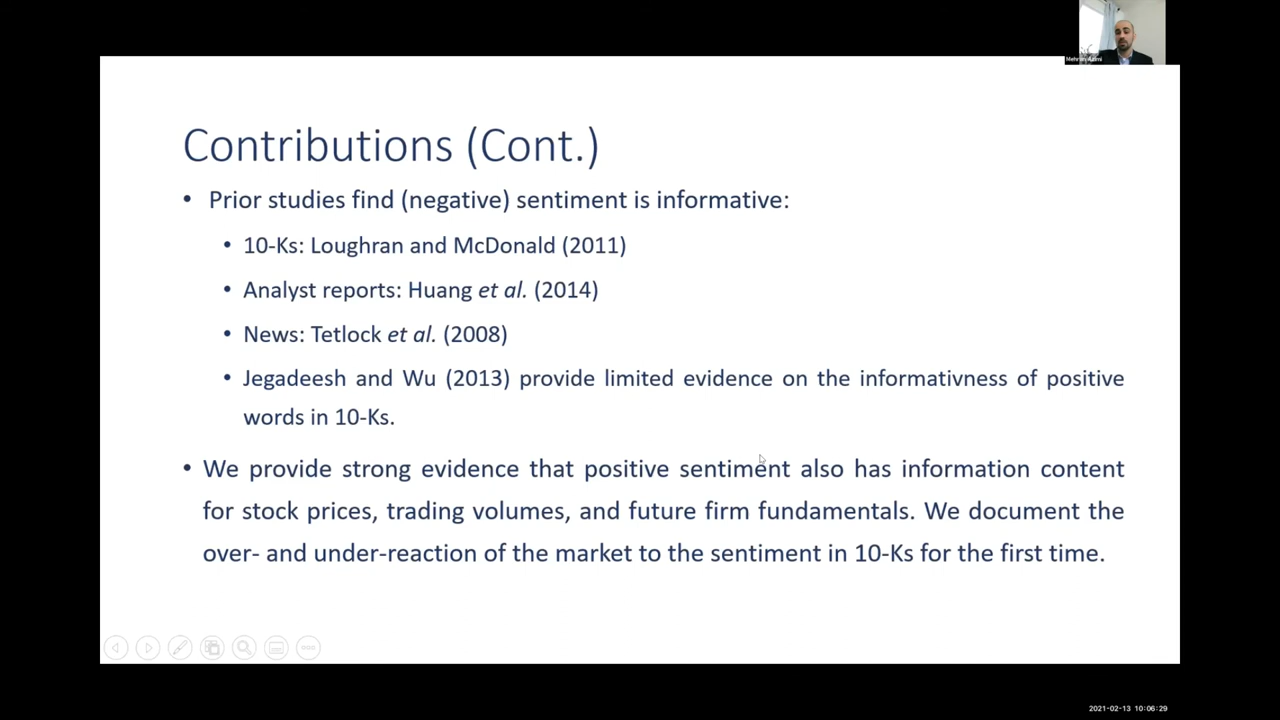 Contributions (Cont.)
• Prior studies find (negative) sentiment is informative:
• 10-Ks: Loughran and McDonald (2011)
• Analyst reports: Huang et al. (2014)
• News: Tetlock et al. (2008)
• Jegadeesh and Wu (2013) provide limited evidence on the informativness of positive
words in 10-Ks.
• We provide strong evidence that positive sentiment also has information content
for stock prices, trading volumes, and future firm fundamentals. We document the
over- and under-reaction of the market to the sentiment in 10-Ks for the first time.
2021-02-13 10:06:29